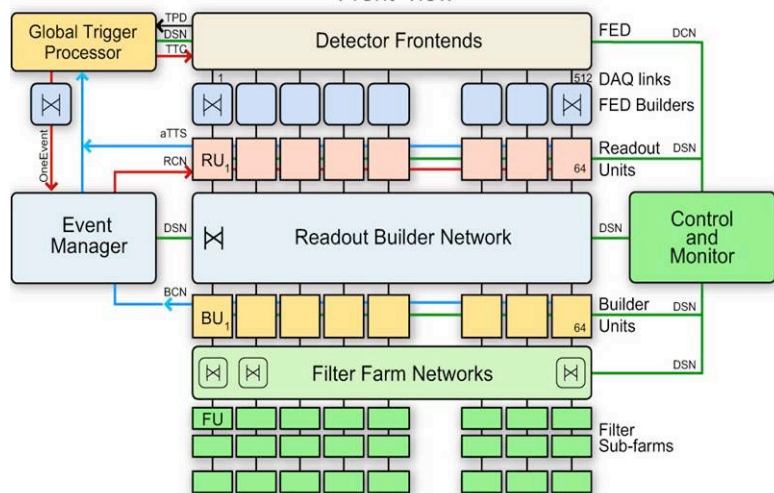 Front view
TPD
DSN
TTC
Global Trigger
Processor
Detector Frontends
FED
DCN
1
512
DAQ links
FED Builders
aTTS
OneEvent
RCN
RU1
64
Readout
Units
DSN
Event
Manager
DSN
Readout Builder Network
DSN
Control
and
Monitor
BCN
BU1
64
Builder
Units
DSN
Filter Farm Networks
DSN
FU
Filter
Sub-farms